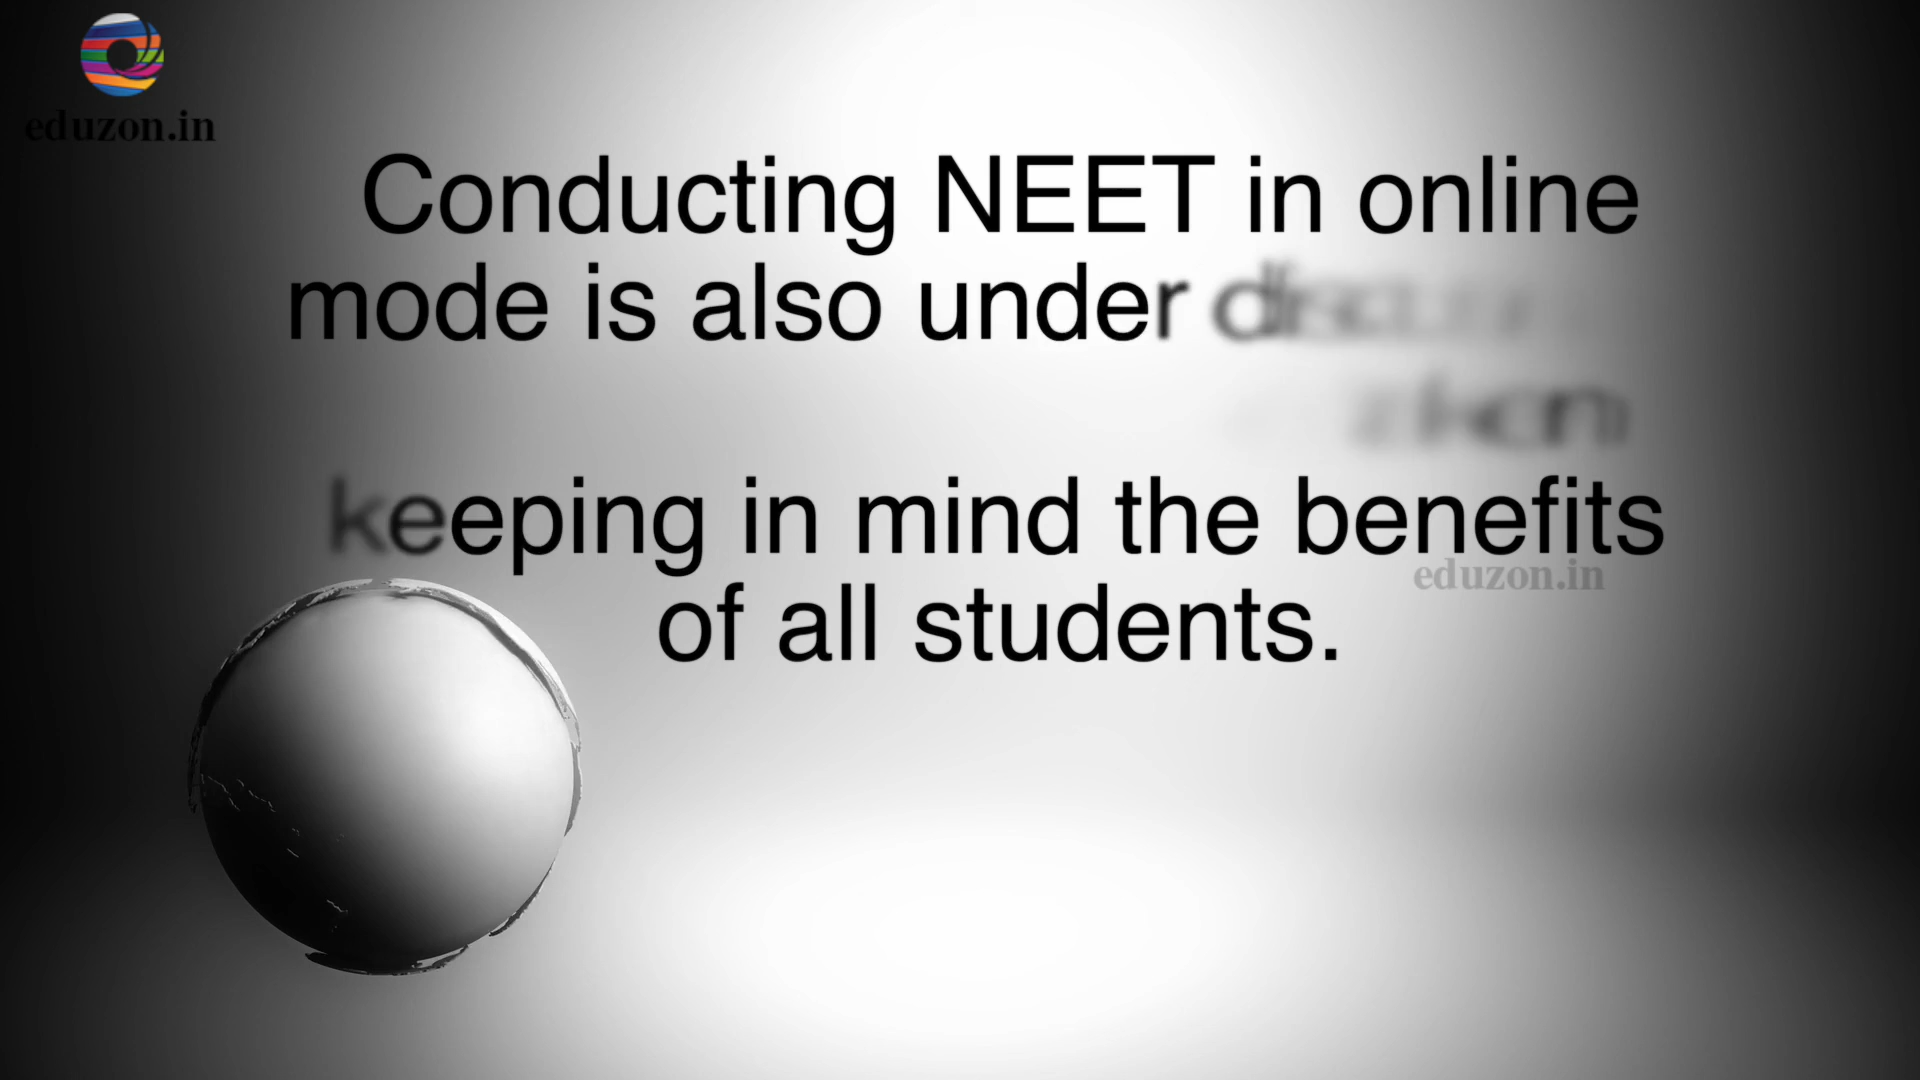 eduzon.in
Conducting NEET in online
mode is also under
keeping in mind the benefits
eduzon.in
of all students.